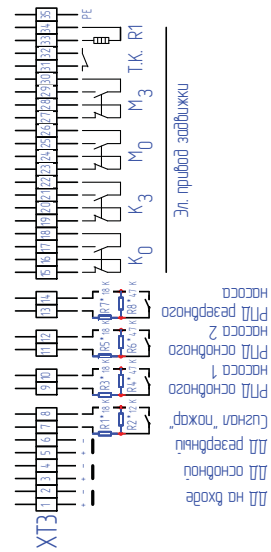 ХТ3
1 2 3 4 5 6 7 8
9 10
11 12
13 14
15 16 17 18 19 20 21 22 23 24 25 26 27 28 29 30 31 32 33 34 35
+ -
+ -
+ -
R1* 18 К
R2* 12 К
R3* 18 К
R4* 47 К
R5* 18 К
R6* 47 К
R7* 18 К
R8* 47 К
КО
КЗ
МО
МЗ
Т.К.
R1
PE
ДД на входе
ДД основной
ДД резервный
Сигнал "пожар"
РПД основного
насоса 1
РПД основного
насоса 2
РПД резервного
насоса
Эл. привод задвижки